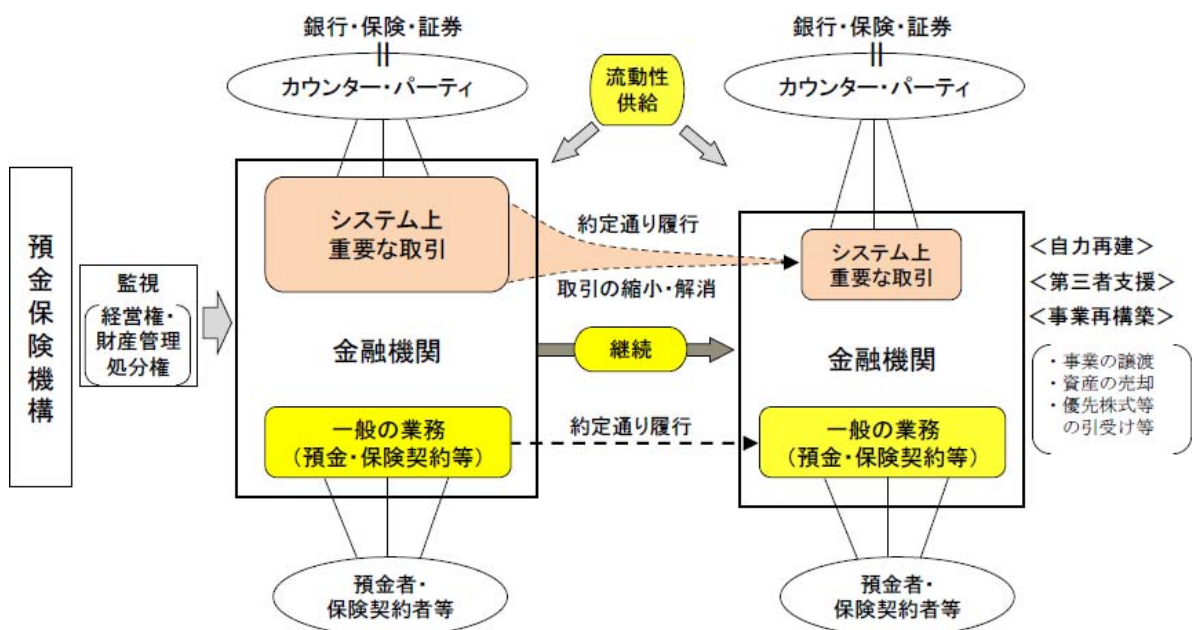 銀行・保険・証券
カウンター・パーティ
流動性
供給
銀行・保険・証券
カウンター・パーティ
預金保険機構
監視
経営権・
財産管理
処分権
システム上
重要な取引
約定通り履行
取引の縮小・解消
システム上
重要な取引
金融機関
継続
金融機関
一般の業務
(預金・保険契約等)
約定通り履行
一般の業務
(預金・保険契約等)
<自力再建>
<第三者支援>
<事業再構築>
・事業の譲渡
・資産の売却
・優先株式等
の引受け等
預金者・
保険契約者等
預金者・
保険契約者等